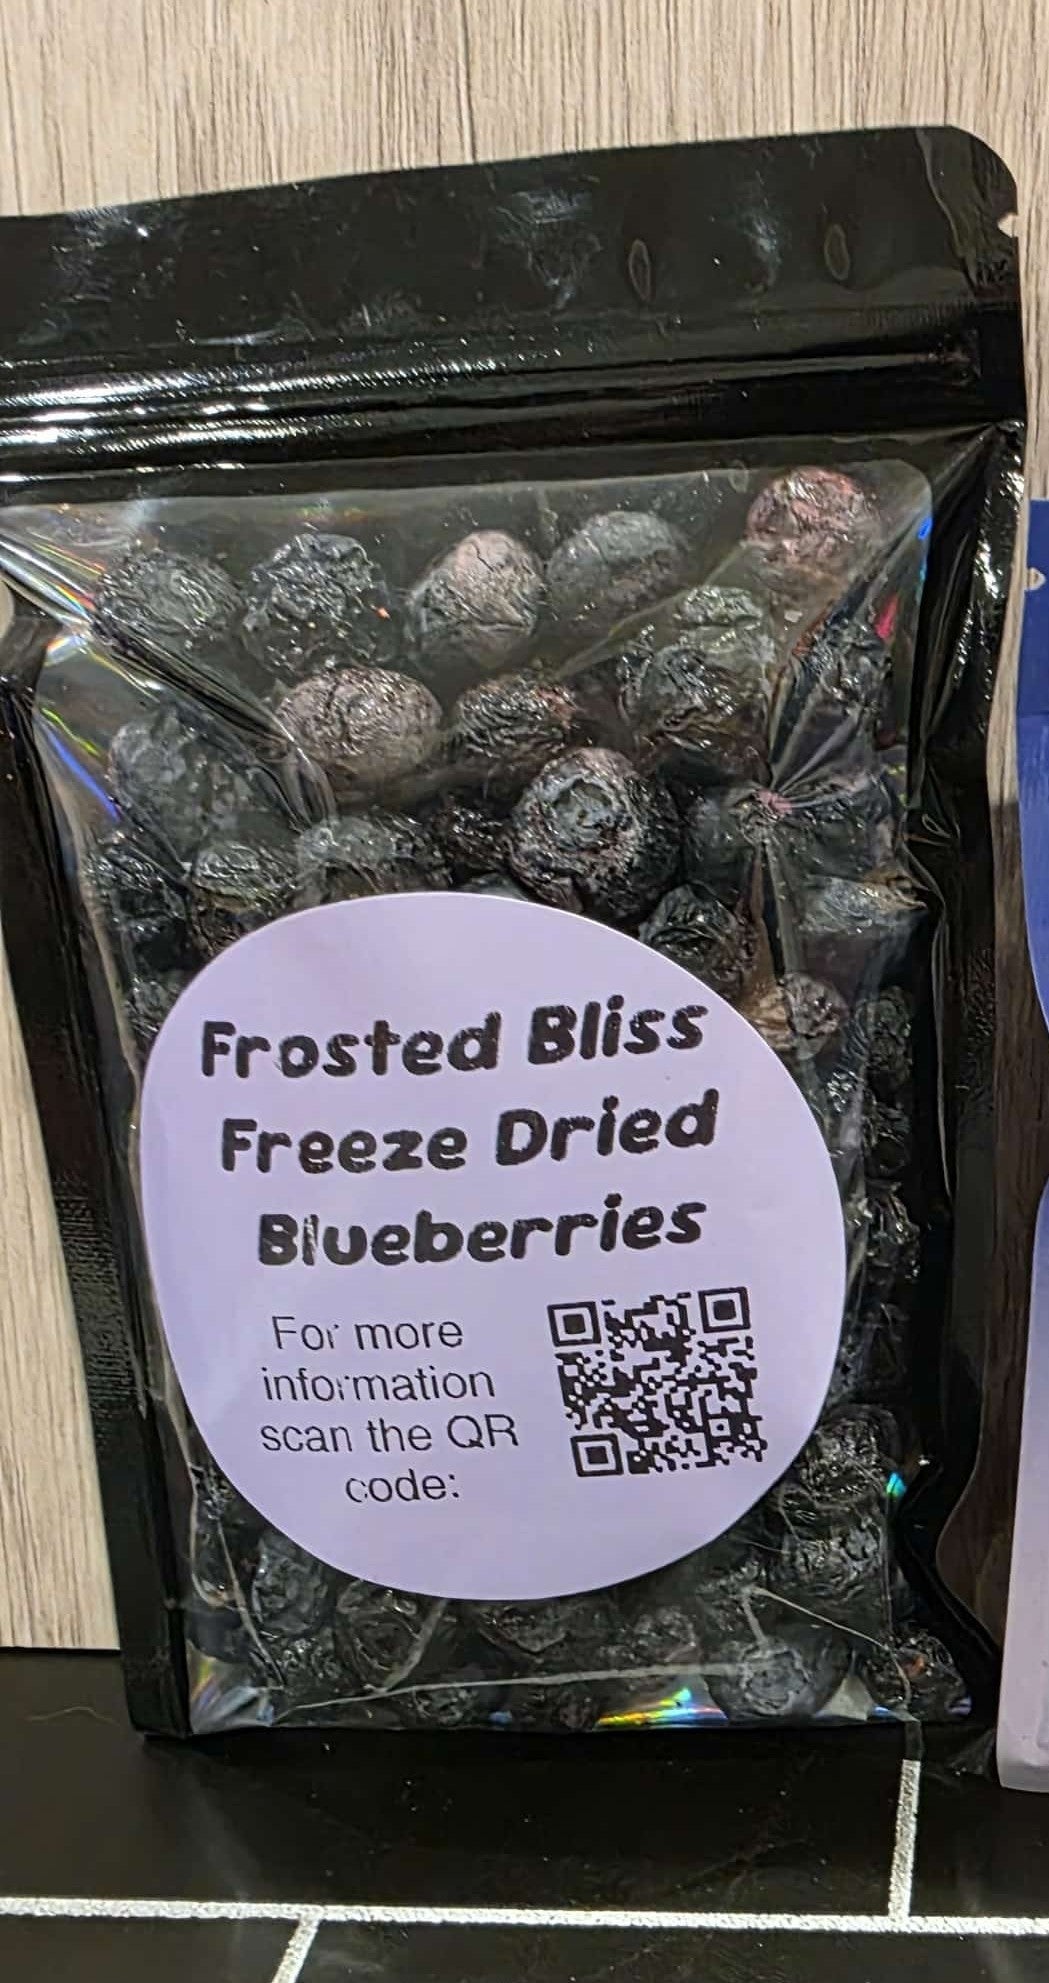 Frosted Bliss
Freeze Dried
Blueberries
For more
information
scan the QR
code: